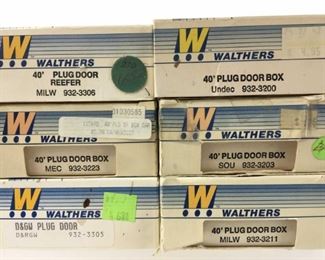 W
WALTHERS
40' PLUG DOOR
REEFER
MILW 932-3306
W
WALTHERS
40' PLUG DOOR BOX
Undec 932-3200
W
WALTHERS
40' PLUG DOOR BOX
MEC 932-3223
W
WALTHERS
40' PLUG DOOR BOX
SOU 932-3203
W
WALTHERS
D&GW PLUG DOOR
D&RGW 932-3305
W
WALTHERS
40' PLUG DOOR BOX
MILW 932-3211